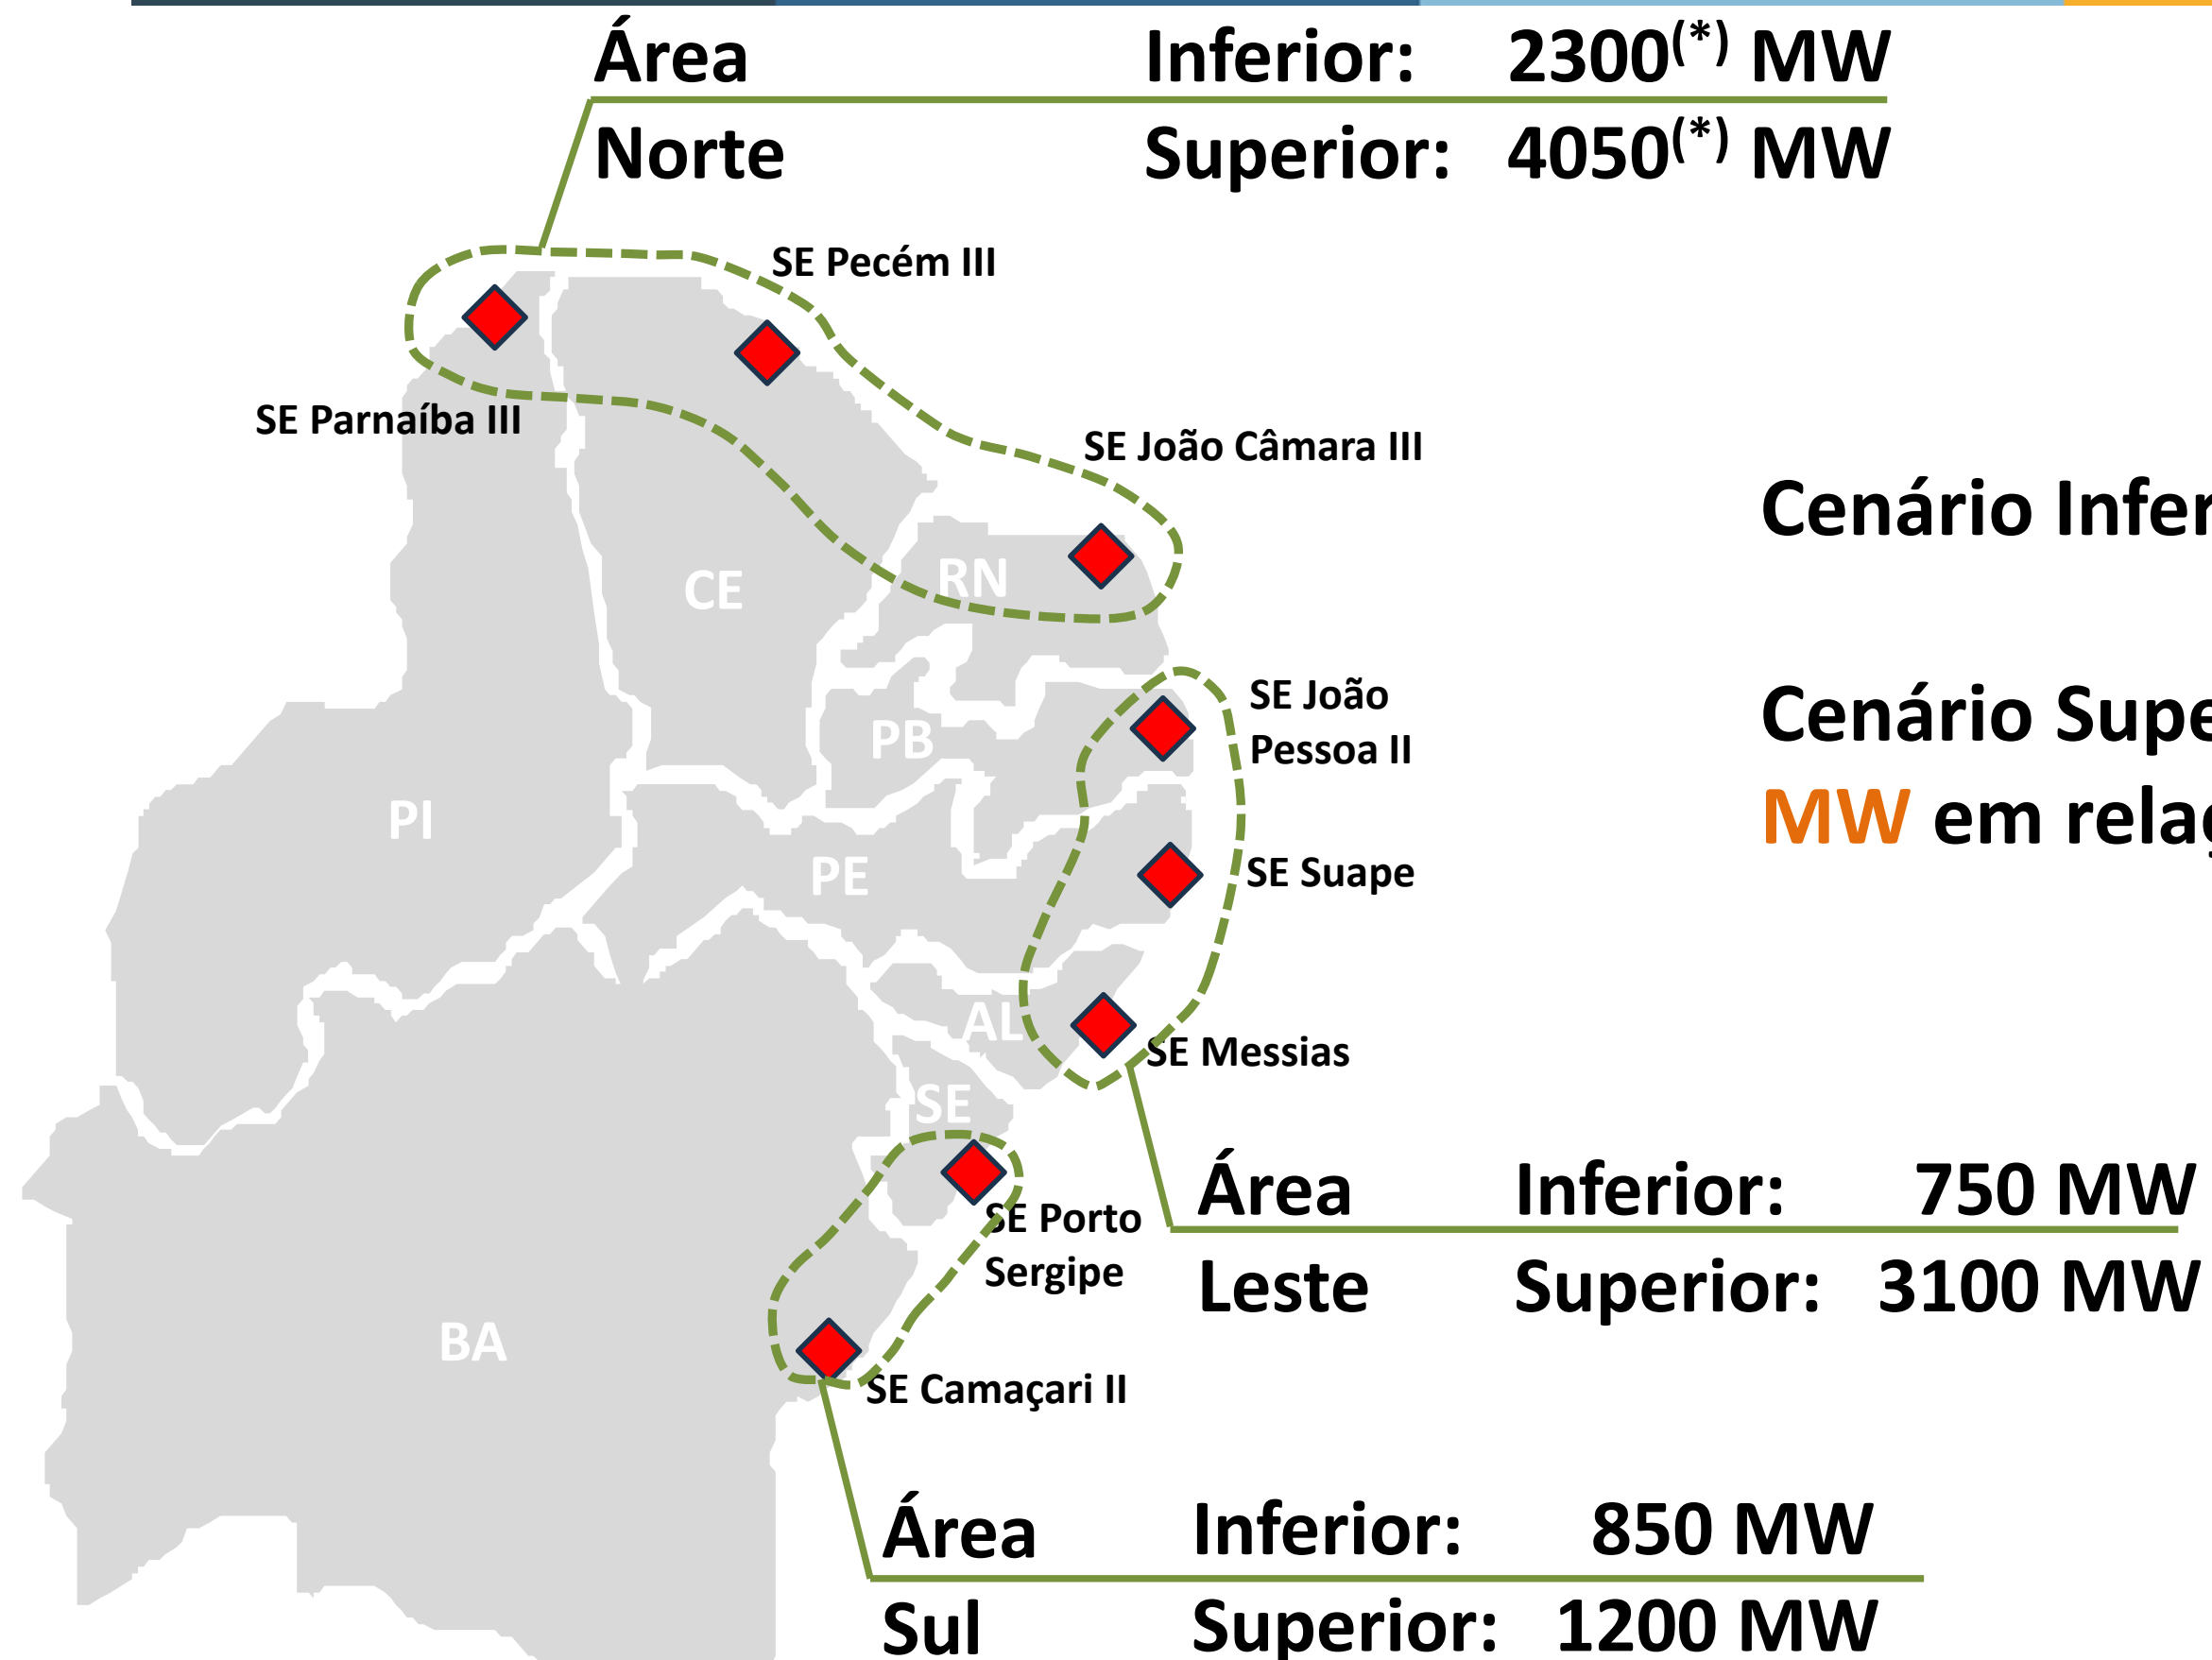 Área Inferior: 2300(*) MW
Norte Superior: 4050(*) MW
SE Pecém III
SE Parnaíba III
SE João Câmara III
Cenário Infer
CE
RN
SE João
Pessoa II
Cenário Supe
PB
MW em rela
PI
PE
SE Suape
AL
SE Messias
SE
Área Inferior: 750 MW
SE Porto
Sergipe
Leste Superior: 3100 MW
BA
SE Camaçari II
Área Inferior: 850 MW
Sul Superior: 1200 MW